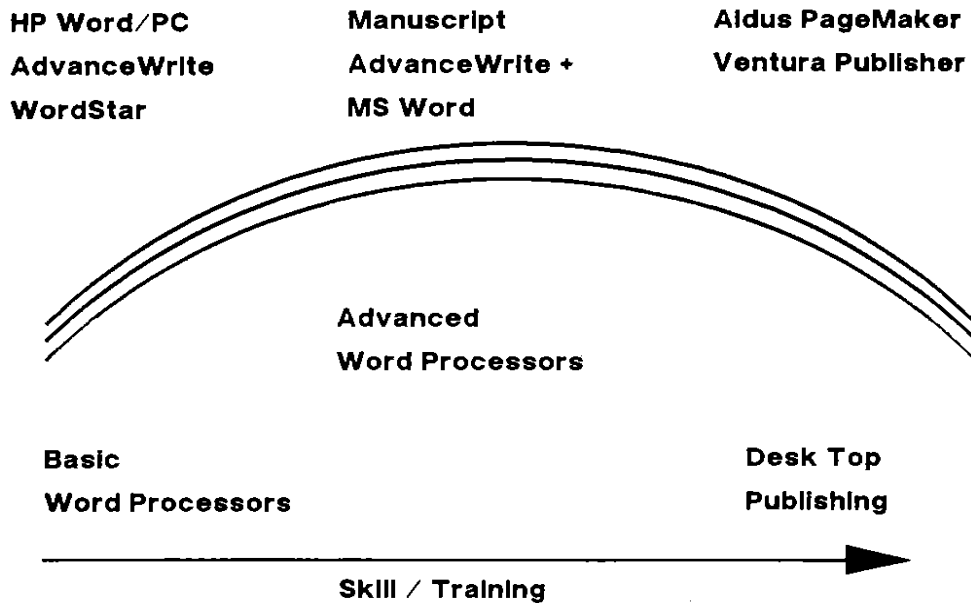 HP Word/PC
AdvanceWrite
WordStar
Manuscript
AdvanceWrite +
MS Word
Aldus PageMaker
Ventura Publisher
Advanced
Word Processors
Basic
Word Processors
Desk Top
Publishing
Skill / Training